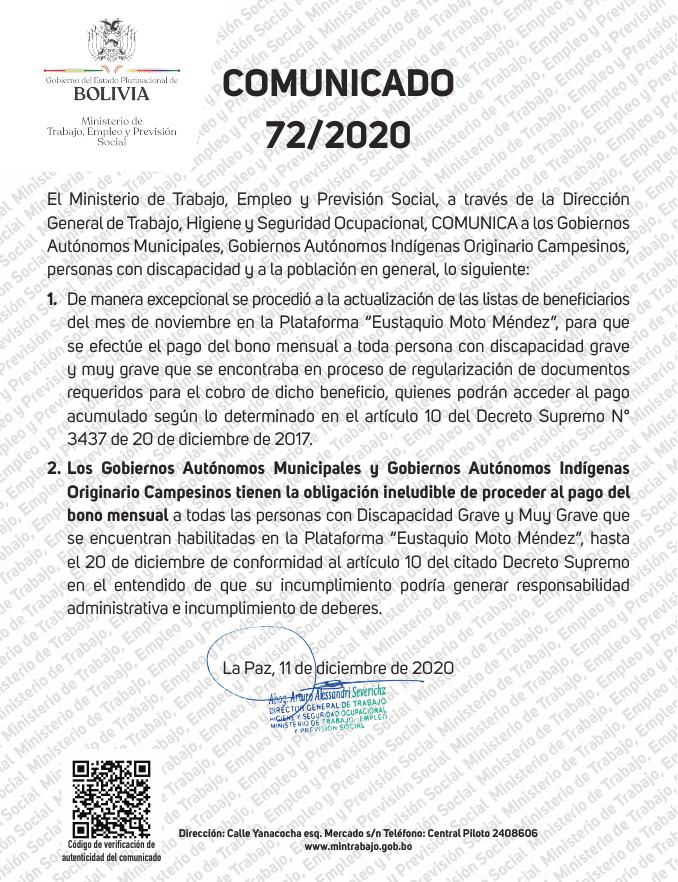 Gobierno del Estado Plurinacional de
BOLIVIA
Ministerio de
Trabajo, Empleo y Previsión
Social
COMUNICADO
72/2020
El Ministerio de Trabajo, Empleo y Previsión Social, a través de la Dirección
General de Trabajo, Higiene y Seguridad Ocupacional, COMUNICA a los Gobiernos
Autónomos Municipales, Gobiernos Autónomos Indígenas Originario Campesinos,
personas con discapacidad y a la población en general, lo siguiente:
1. De manera excepcional se procedió a la actualización de las listas de beneficiarios
del mes de noviembre en la Plataforma “Eustaquio Moto Méndez”, para que
se efectúe el pago del bono mensual a toda persona con discapacidad grave
y muy grave que se encontraba en proceso de regularización de documentos
requeridos para el cobro de dicho beneficio, quienes podrán acceder al pago
acumulado según lo determinado en el artículo 10 del Decreto Supremo N°
3437 de 20 de diciembre de 2017.
2. Los Gobiernos Autónomos Municipales y Gobiernos Autónomos Indígenas
Originario Campesinos tienen la obligación ineludible de proceder al pago del
bono mensual a todas las personas con Discapacidad Grave y Muy Grave que
se encuentran habilitadas en la Plataforma “Eustaquio Moto Méndez”, hasta
el 20 de diciembre de conformidad al artículo 10 del citado Decreto Supremo
en el entendido de que su incumplimiento podría generar responsabilidad
administrativa e incumplimiento de deberes.
La Paz, 11 de diciembre de 2020
Abog. Arturo Alessandri Severichz
DIRECTOR GENERAL DE TRABAJO
HIGIENE Y SEGURIDAD OCUPACIONAL
MINISTERIO DE TRABAJO, EMPLEO
Y PREVISIÓN SOCIAL
Código de verificación de
autenticidad del comunicado
Dirección: Calle Yanacocha esq. Mercado s/n Teléfono: Central Piloto 2408606
www.mintrabajo.gob.bo